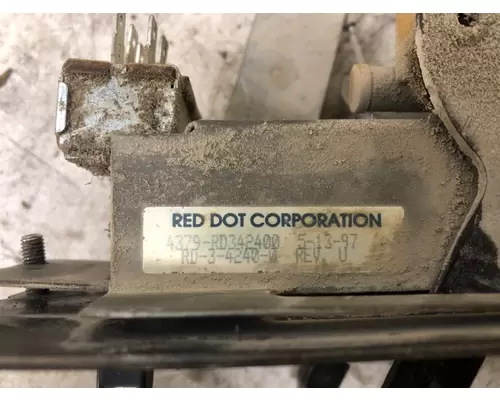 RED DOT CORPORATION
4379-RD342400 5-13-97
RD-3-4240-0 REV. U